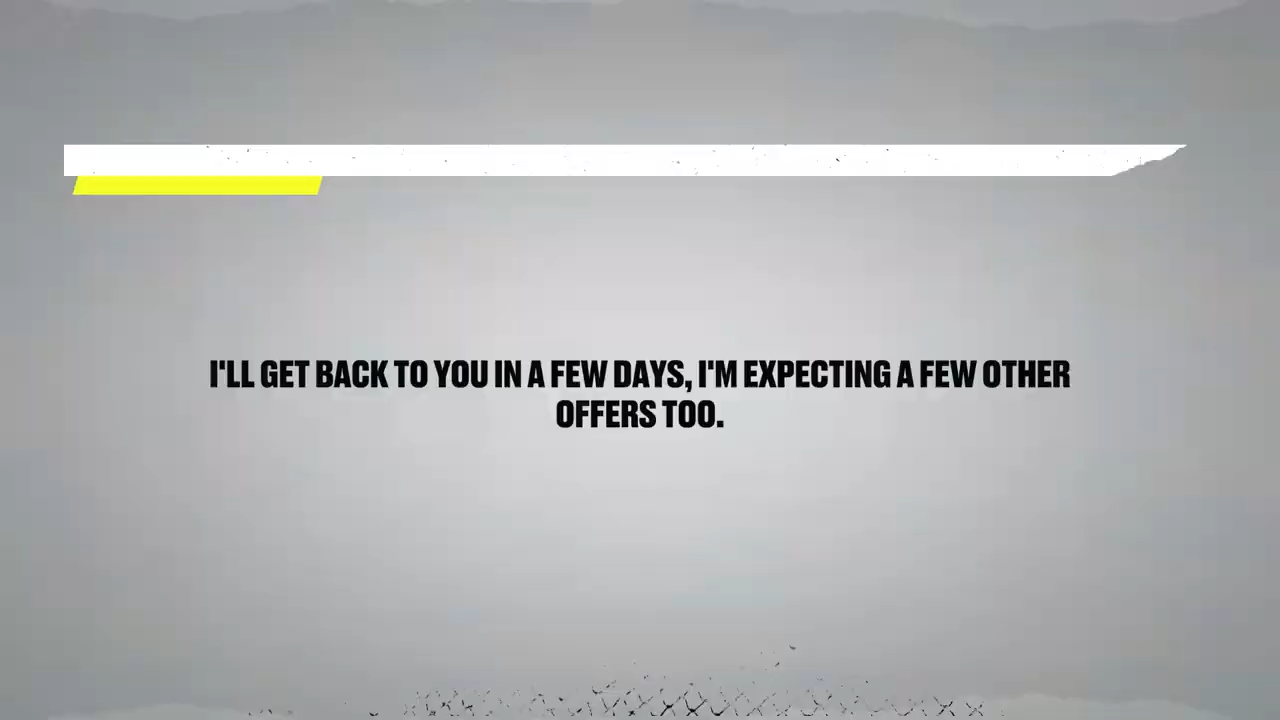 I'LL GET BACK TO YOU IN A FEW DAYS, I'M EXPECTING A FEW OTHER
OFFERS TOO.